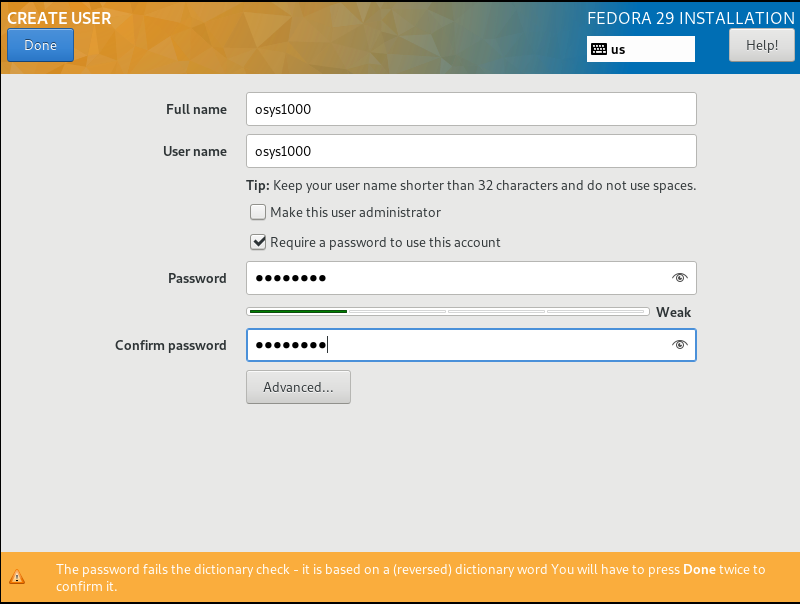 CREATE USER
FEDORA 29 INSTALLATION
Done
us
Help!
Full name
osys1000
User name
osys1000
Tip: Keep your user name shorter than 32 characters and do not use spaces.
Make this user administrator
Require a password to use this account
Password
●●●●●●●●
Weak
Confirm password
●●●●●●●●
Advanced...
The password fails the dictionary check - it is based on a (reversed) dictionary word You will have to press Done twice to
confirm it.